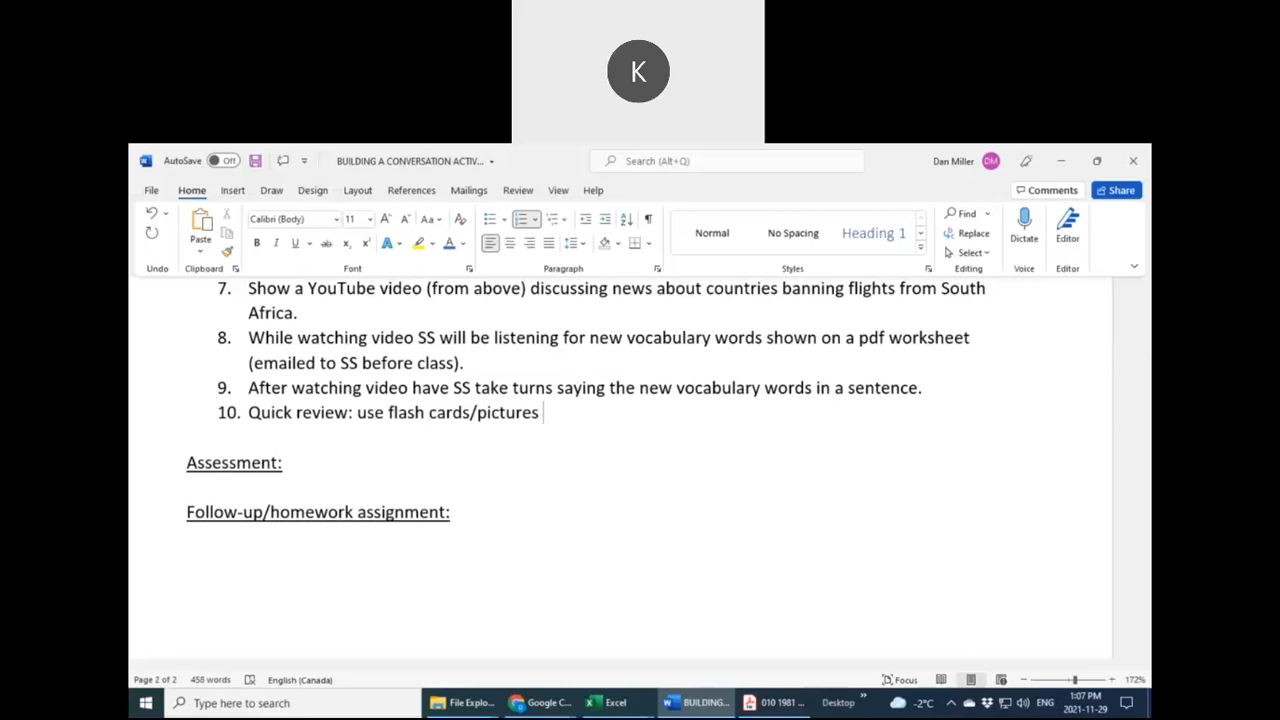 K
AutoSave Off BUILDING A CONVERSATION ACTIV... Search (Alt+Q) Dan Miller DM
File Home Insert Draw Design Layout References Mailings Review View Help Comments Share
Paste Calibri (Body) 11 Normal No Spacing Heading 1 Find Replace Select Dictate Editor
Undo Clipboard Font Paragraph Styles Editing Voice Editor
7. Show a YouTube video (from above) discussing news about countries banning flights from South
Africa.
8. While watching video SS will be listening for new vocabulary words shown on a pdf worksheet
(emailed to SS before class).
9. After watching video have SS take turns saying the new vocabulary words in a sentence.
10. Quick review: use flash cards/pictures
Assessment:
Follow-up/homework assignment:
Page 2 of 2 458 words English (Canada) Focus 172%
Type here to search File Explo... Google C... Excel BUILDING... 010 1981 ... Desktop -2°C ENG 1:07 PM
2021-11-29